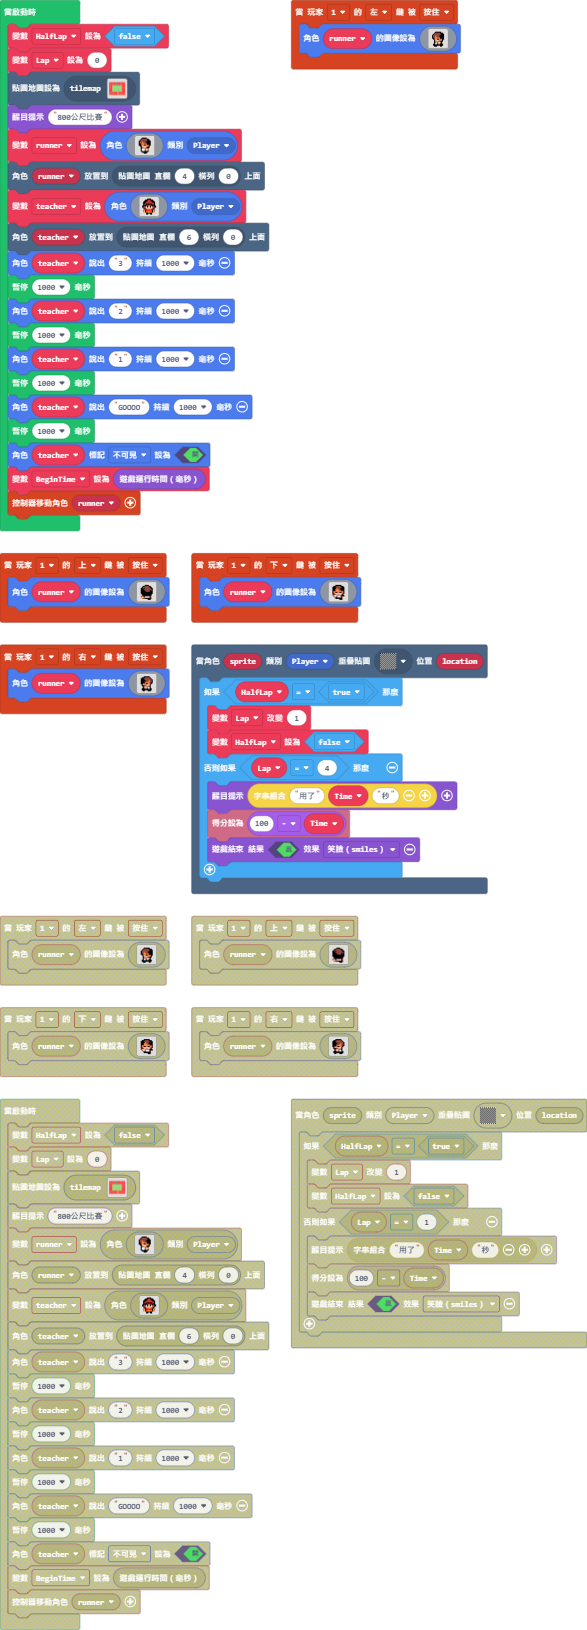 當啟動時
變數 HalfLap 設為 false
變數 Lap 設為 0
貼圖地圖設為 tilemap
醒目提示 "800公尺比賽"
變數 runner 設為 角色 類別 Player
角色 runner 放置到 貼圖地圖 直欄 4 橫列 0 上面
變數 teacher 設為 角色 類別 Player
角色 teacher 放置到 貼圖地圖 直欄 6 橫列 0 上面
角色 teacher 說出 "3" 持續 1000 毫秒
暫停 1000 毫秒
角色 teacher 說出 "2" 持續 1000 毫秒
暫停 1000 毫秒
角色 teacher 說出 "1" 持續 1000 毫秒
暫停 1000 毫秒
角色 teacher 說出 "GOOOO" 持續 1000 毫秒
暫停 1000 毫秒
角色 teacher 標記 不可見 設為 開
變數 BeginTime 設為 遊戲運行時間(毫秒)
控制器移動角色 runner
當 玩家 1 的 左 鍵 被 按住
角色 runner 的圖像設為
當 玩家 1 的 上 鍵 被 按住
角色 runner 的圖像設為
當 玩家 1 的 下 鍵 被 按住
角色 runner 的圖像設為
當 玩家 1 的 右 鍵 被 按住
角色 runner 的圖像設為
當角色 sprite 類別 Player 重疊貼圖 位置 location
如果 HalfLap = true 那麼
變數 Lap 改變 1
變數 HalfLap 設為 false
否則如果 Lap = 4 那麼
醒目提示 字串組合 "用了" Time "秒"
得分設為 100 - Time
遊戲結束 結果 贏 效果 笑臉(smiles)
當 玩家 1 的 左 鍵 被 按住
角色 runner 的圖像設為
當 玩家 1 的 上 鍵 被 按住
角色 runner 的圖像設為
當 玩家 1 的 下 鍵 被 按住
角色 runner 的圖像設為
當 玩家 1 的 右 鍵 被 按住
角色 runner 的圖像設為
當啟動時
變數 HalfLap 設為 false
變數 Lap 設為 0
貼圖地圖設為 tilemap
醒目提示 "800公尺比賽"
變數 runner 設為 角色 類別 Player
角色 runner 放置到 貼圖地圖 直欄 4 橫列 0 上面
變數 teacher 設為 角色 類別 Player
角色 teacher 放置到 貼圖地圖 直欄 6 橫列 0 上面
角色 teacher 說出 "3" 持續 1000 毫秒
暫停 1000 毫秒
角色 teacher 說出 "2" 持續 1000 毫秒
暫停 1000 毫秒
角色 teacher 說出 "1" 持續 1000 毫秒
暫停 1000 毫秒
角色 teacher 說出 "GOOOO" 持續 1000 毫秒
暫停 1000 毫秒
角色 teacher 標記 不可見 設為 開
變數 BeginTime 設為 遊戲運行時間(毫秒)
控制器移動角色 runner
當角色 sprite 類別 Player 重疊貼圖 位置 location
如果 HalfLap = true 那麼
變數 Lap 改變 1
變數 HalfLap 設為 false
否則如果 Lap = 1 那麼
醒目提示 字串組合 "用了" Time "秒"
得分設為 100 - Time
遊戲結束 結果 贏 效果 笑臉(smiles)